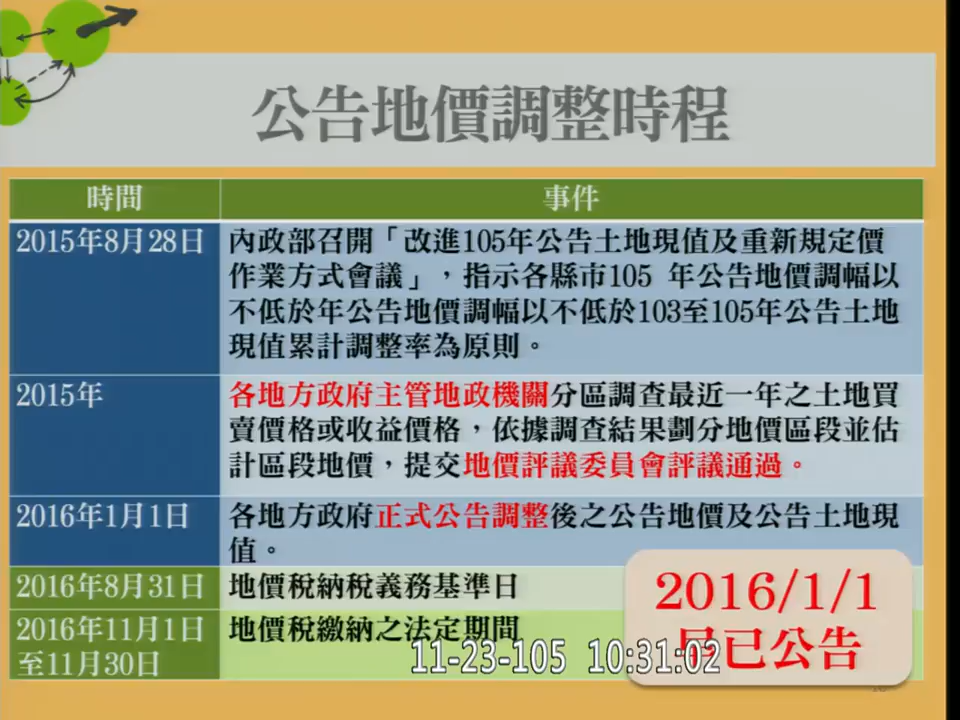 公告地價調整時程
時間
事件
2015年8月28日
內政部召開「改進105年公告土地現值及重新規定價
作業方式會議」，指示各縣市105 年公告地價調幅以
不低於年公告地價調幅以不低於103至105年公告土地
現值累計調整率為原則。
2015年
各地方政府主管地政機關分區調查最近一年之土地買
賣價格或收益價格，依據調查結果劃分地價區段並估
計區段地價，提交地價評議委員會評議通過。
2016年1月1日
各地方政府正式公告調整後之公告地價及公告土地現
值。
2016年8月31日
地價稅納稅義務基準日
2016年11月1日
至11月30日
地價稅繳納之法定期間
2016/1/1
早已公告
11-23-105 10:31:02